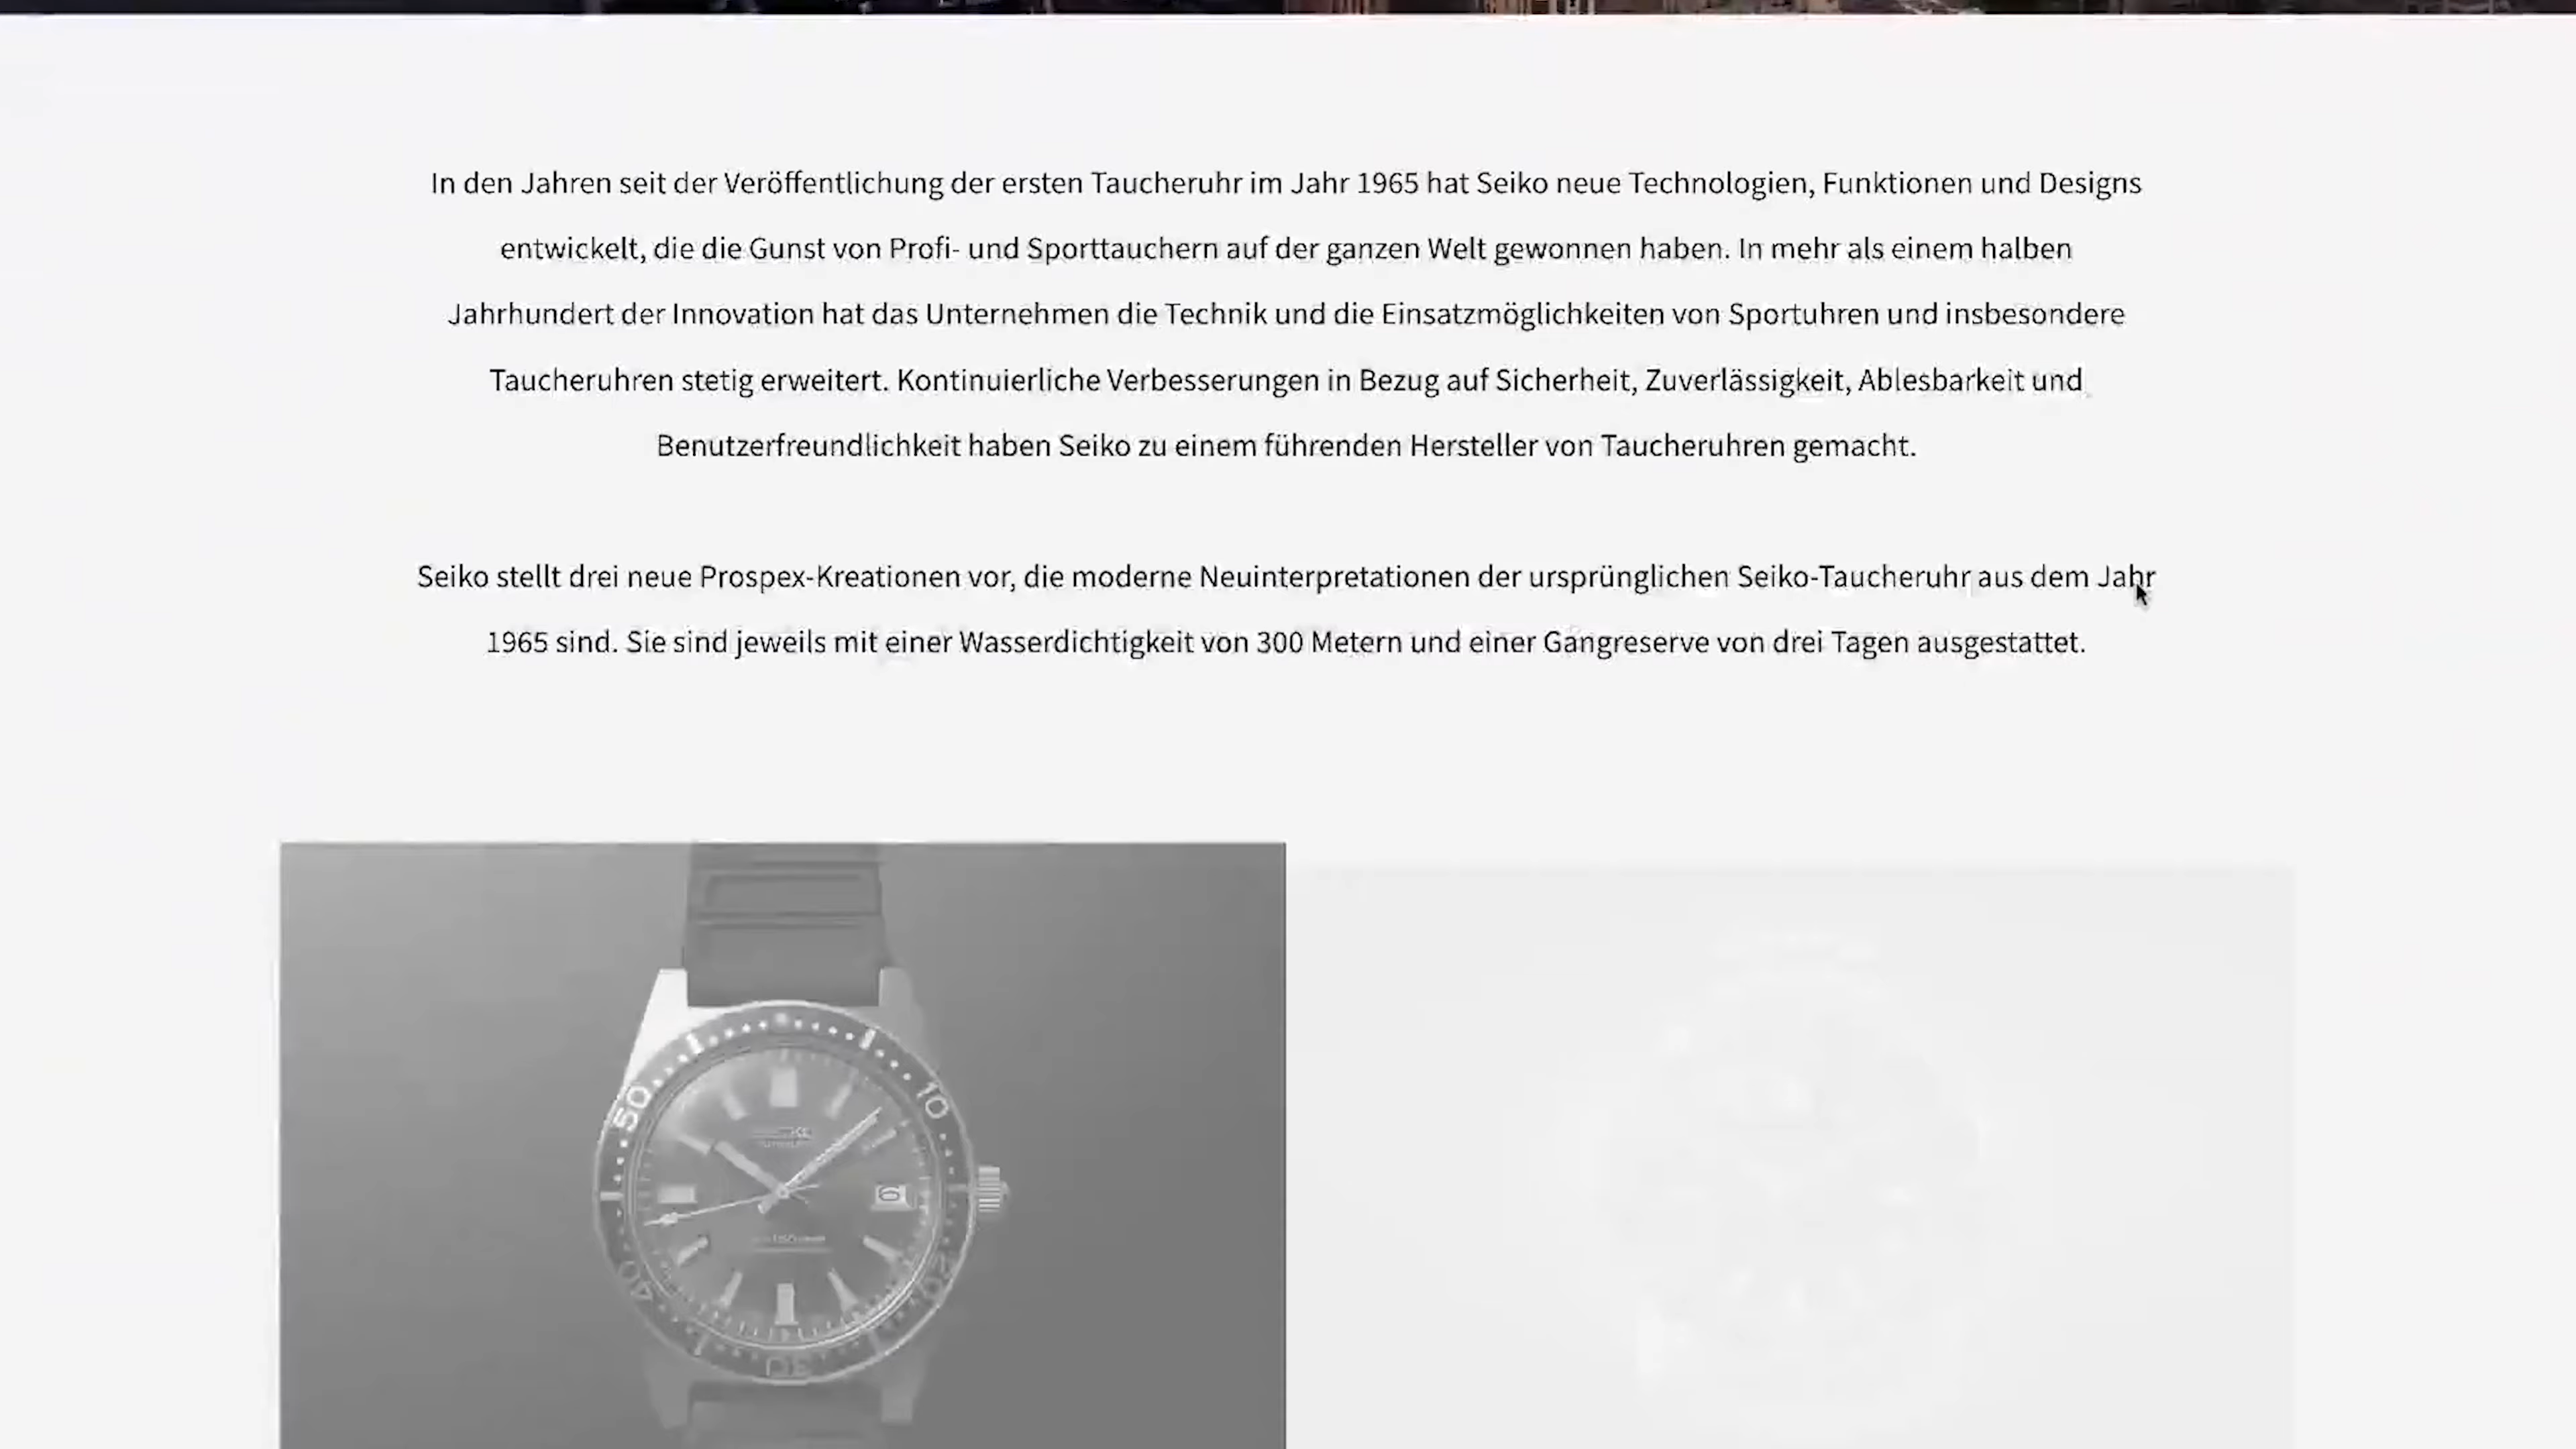 In den Jahren seit der Veröffentlichung der ersten Taucheruhr im Jahr 1965 hat Seiko neue Technologien, Funktionen und Designs
entwickelt, die die Gunst von Profi- und Sporttauchern auf der ganzen Welt gewonnen haben. In mehr als einem halben
Jahrhundert der Innovation hat das Unternehmen die Technik und die Einsatzmöglichkeiten von Sportuhren und insbesondere
Taucheruhren stetig erweitert. Kontinuierliche Verbesserungen in Bezug auf Sicherheit, Zuverlässigkeit, Ablesbarkeit und
Benutzerfreundlichkeit haben Seiko zu einem führenden Hersteller von Taucheruhren gemacht.
Seiko stellt drei neue Prospex-Kreationen vor, die moderne Neuinterpretationen der ursprünglichen Seiko-Taucheruhr aus dem Jahr
1965 sind. Sie sind jeweils mit einer Wasserdichtigkeit von 300 Metern und einer Gangreserve von drei Tagen ausgestattet.
50
10
6
40
20
30